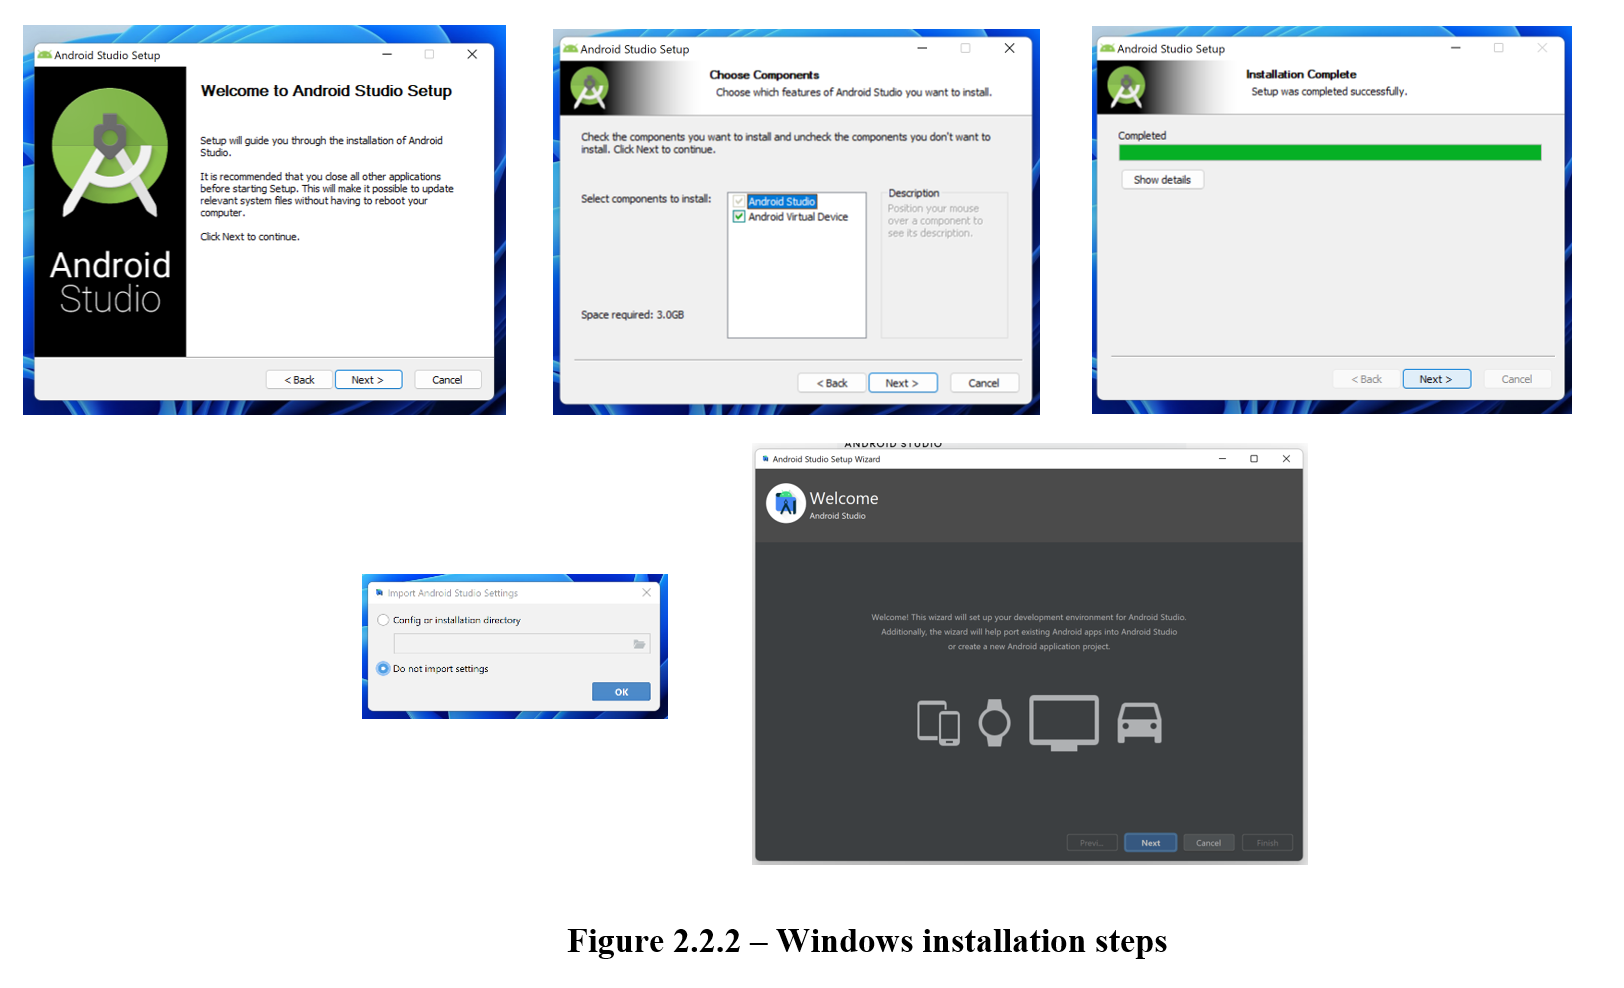 Android Studio Setup
Welcome to Android Studio Setup
Setup will guide you through the installation of Android
Studio.
It is recommended that you close all other applications
before starting Setup. This will make it possible to update
relevant system files without having to reboot your
computer.
Click Next to continue.
Android
Studio
< Back
Next >
Cancel
Android Studio Setup
Choose Components
Choose which features of Android Studio you want to install.
Check the components you want to install and uncheck the components you don't want to
install. Click Next to continue.
Select components to install:
Android Studio
Android Virtual Device
Description
Position your mouse
over a component to
see its description.
Space required: 3.0GB
< Back
Next >
Cancel
Android Studio Setup
Installation Complete
Setup was completed successfully.
Completed
Show details
< Back
Next >
Cancel
Import Android Studio Settings
Config or installation directory
Do not import settings
OK
ANDROID STUDIO
Android Studio Setup Wizard
Welcome
Android Studio
Welcome! This wizard will set up your development environment for Android Studio.
Additionally, the wizard will help port existing Android apps into Android Studio
or create a new Android application project.
Previ...
Next
Cancel
Finish
Figure 2.2.2 – Windows installation steps